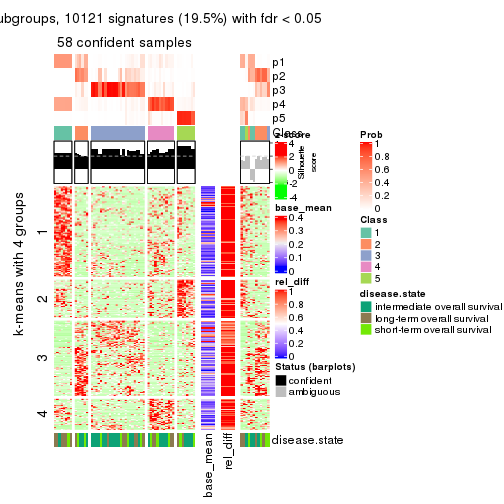 ubgroups, 10121 signatures (19.5%) with fdr < 0.05
58 confident samples
p1
p2
p3
p4
p5
Class
k-means with 4 groups
1
2
3
4
base_mean
rel_diff
disease.state
z-score
4
2
0
-2
-4
Silhouette
score
base_mean
0.4
0.3
0.2
0.1
0
rel_diff
1
0.8
0.6
0.4
0.2
0
Status (barplots)
confident
ambiguous
Prob
1
0.8
0.6
0.4
0.2
0
Class
1
2
3
4
5
disease.state
intermediate overall survival
long-term overall survival
short-term overall survival